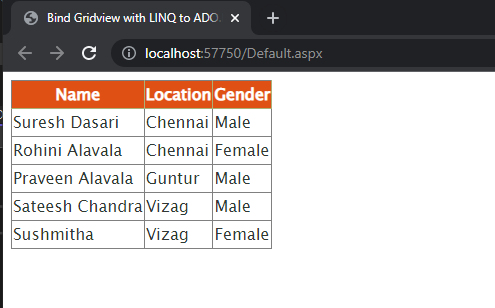 Bind Gridview with LINQ to ADO.
localhost:57750/Default.aspx
Name Location Gender
Suresh Dasari Chennai Male
Rohini Alavala Chennai Female
Praveen Alavala Guntur Male
Sateesh Chandra Vizag Male
Sushmitha Vizag Female